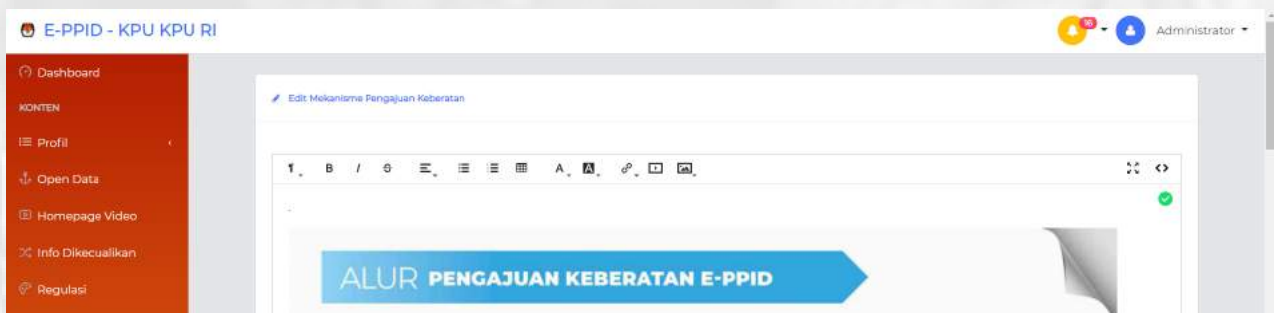 E-PPID - KPU KPU RI
16
Administrator
Dashboard
KONTEN
Profil
Open Data
Homepage Video
Info Dikecualikan
Regulasi
Edit Mekanisme Pengajuan Keberatan
B I S A A
ALUR PENGAJUAN KEBERATAN E-PPID